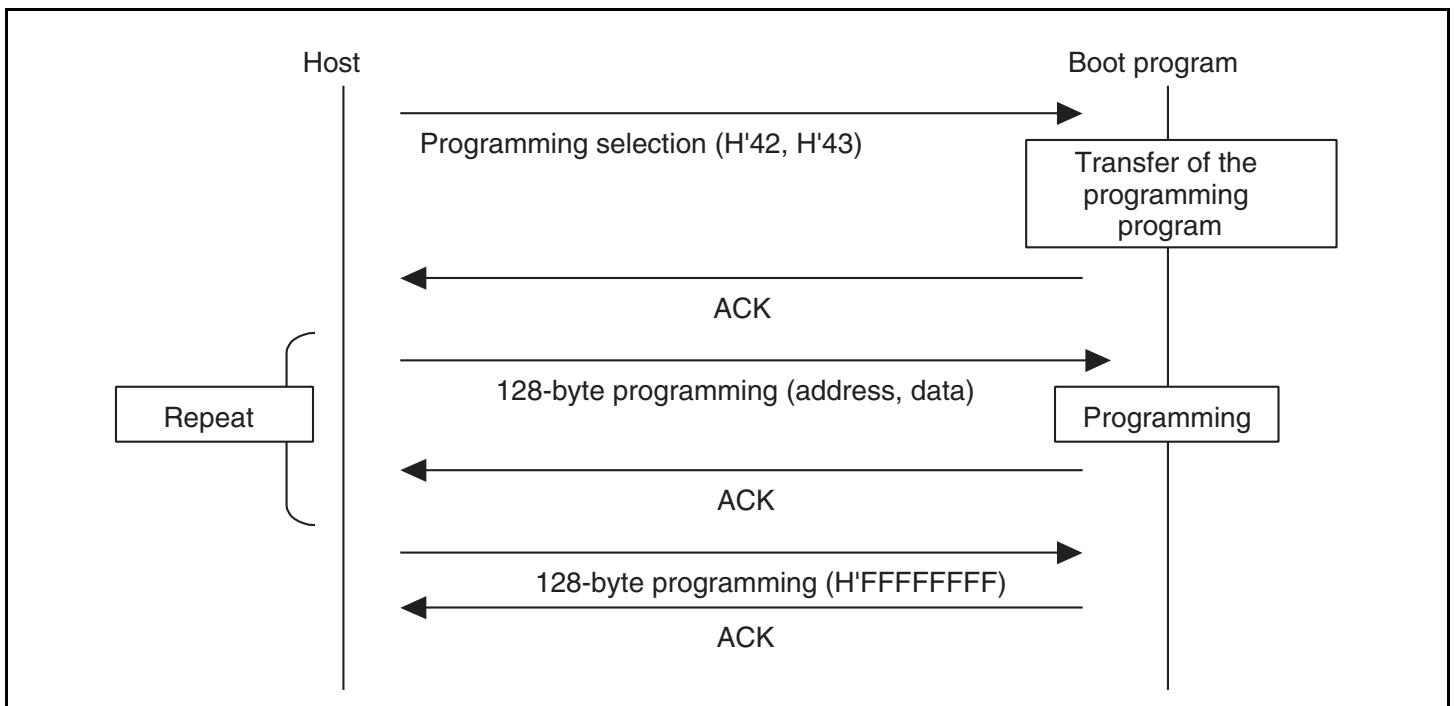 Host
Boot program
Programming selection (H'42, H'43)
Transfer of the
programming
program
ACK
128-byte programming (address, data)
Repeat
Programming
ACK
128-byte programming (H'FFFFFFFF)
ACK